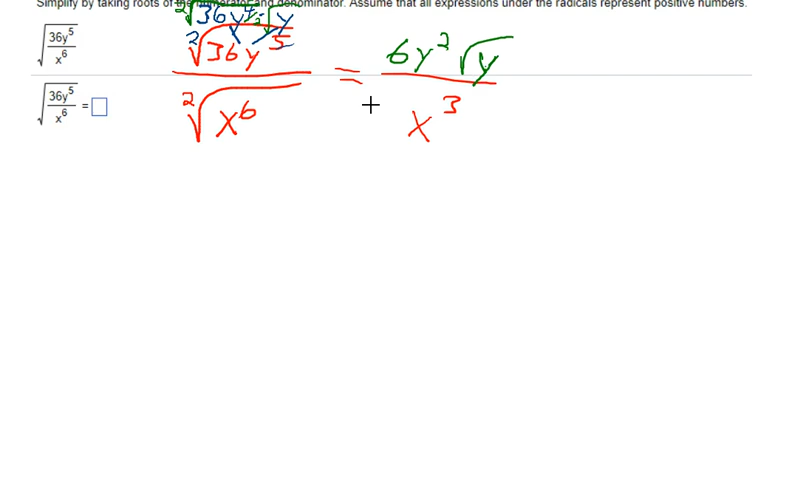 Simplify by taking roots of the numerator and denominator. Assume that all expressions under the radicals represent positive numbers.
√(36y⁵/x⁶)
√(36y⁵/x⁶) =
²√36y⁴ · ²√y
²√36y⁵ / ²√x⁶ = 6y²√y / x³